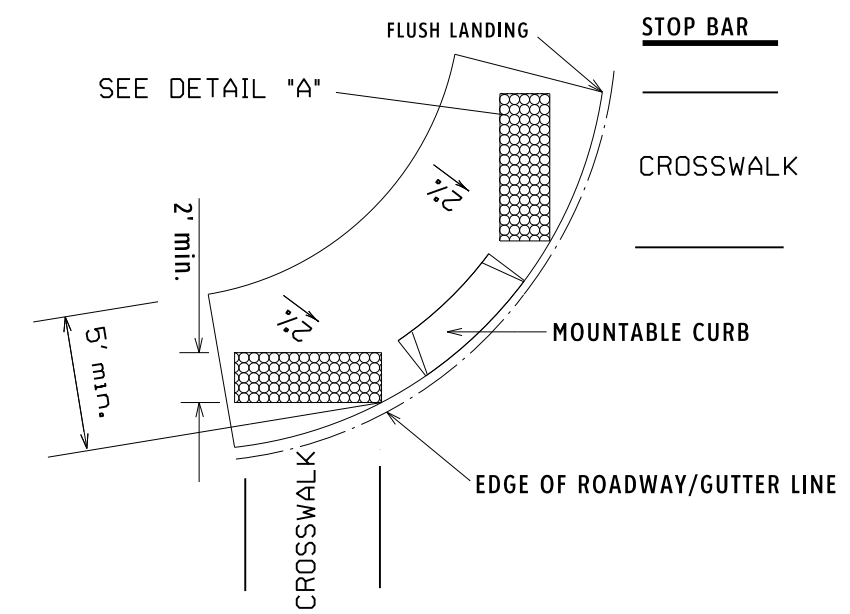 FLUSH LANDING
STOP BAR
SEE DETAIL "A"
CROSSWALK
2%
2' min.
2%
5' min.
MOUNTABLE CURB
EDGE OF ROADWAY/GUTTER LINE
CROSSWALK